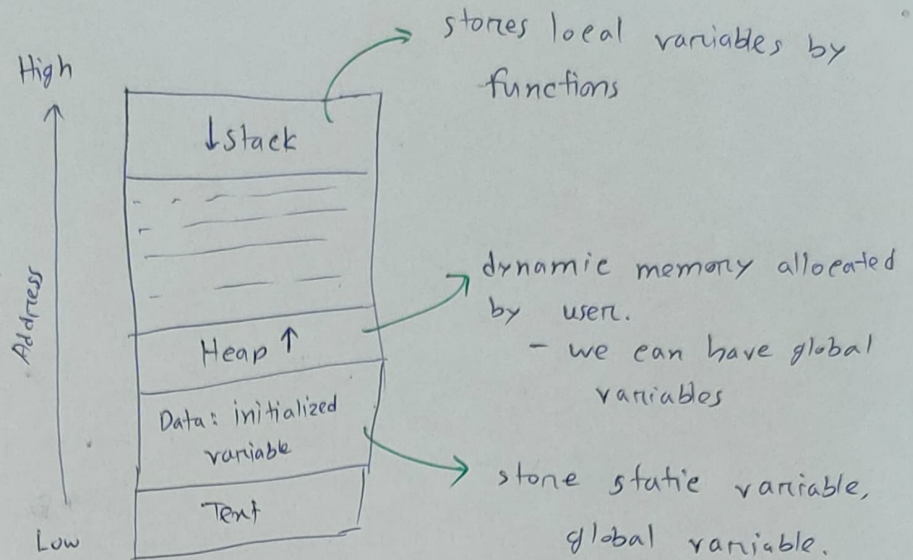 stores local variables by
functions
High
↓ Stack
Address
dynamic memory allocated
by user.
- we can have global
variables
Heap ↑
Data: initialized
variable
store static variable,
global variable.
Text
Low